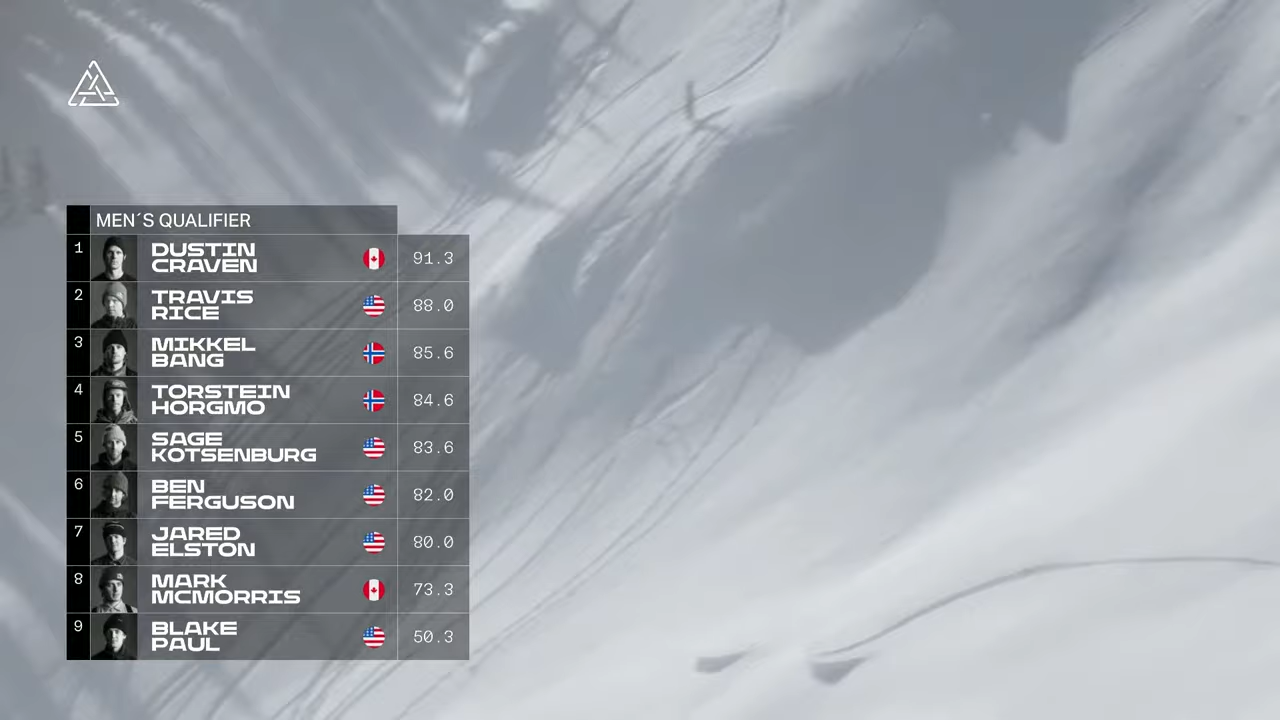 MEN´S QUALIFIER
1 DUSTIN CRAVEN 91.3
2 TRAVIS RICE 88.0
3 MIKKEL BANG 85.6
4 TORSTEIN HORGMO 84.6
5 SAGE KOTSENBURG 83.6
6 BEN FERGUSON 82.0
7 JARED ELSTON 80.0
8 MARK MCMORRIS 73.3
9 BLAKE PAUL 50.3